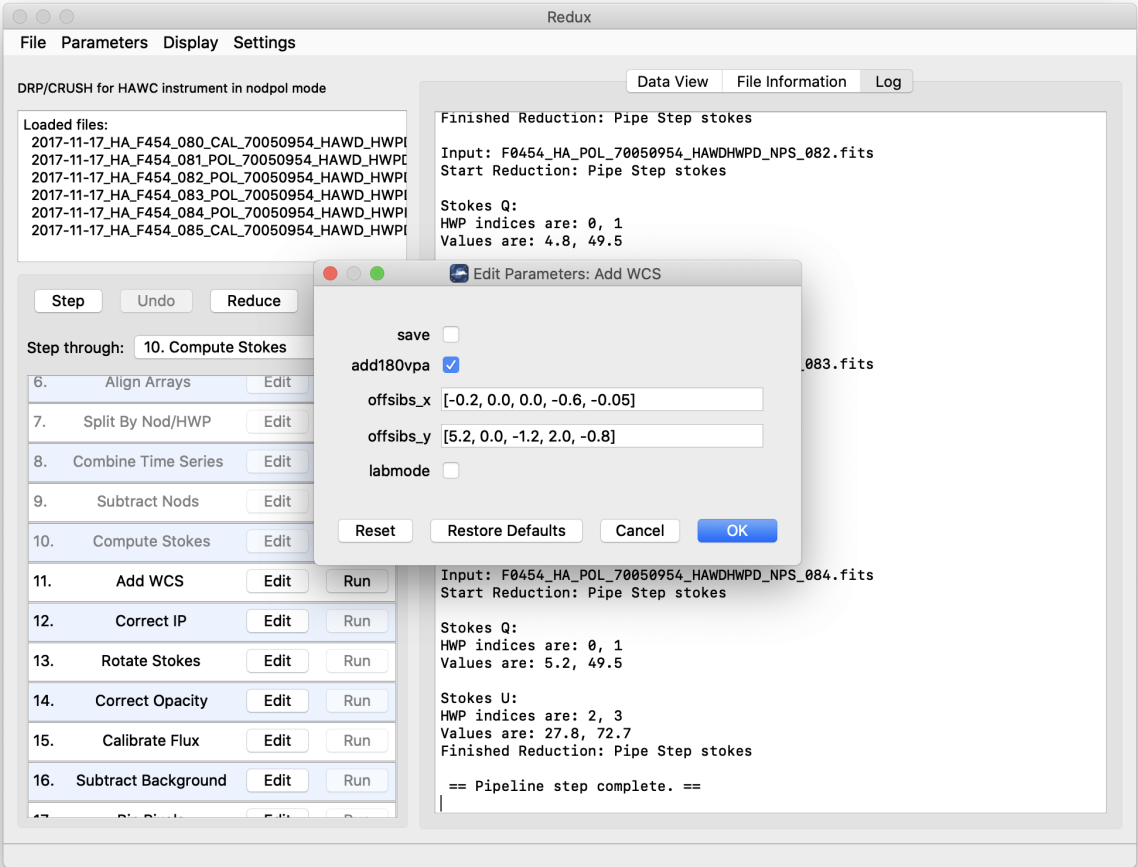 Redux
File Parameters Display Settings
DRP/CRUSH for HAWC instrument in nodpol mode
Loaded files:
2017-11-17_HA_F454_080_CAL_70050954_HAWD_HWPD
2017-11-17_HA_F454_081_POL_70050954_HAWD_HWPD
2017-11-17_HA_F454_082_POL_70050954_HAWD_HWPD
2017-11-17_HA_F454_083_POL_70050954_HAWD_HWPD
2017-11-17_HA_F454_084_POL_70050954_HAWD_HWPD
2017-11-17_HA_F454_085_CAL_70050954_HAWD_HWPD
Step Undo Reduce
Step through: 10. Compute Stokes
6. Align Arrays Edit
7. Split By Nod/HWP Edit
8. Combine Time Series Edit
9. Subtract Nods Edit
10. Compute Stokes Edit
11. Add WCS Edit Run
12. Correct IP Edit Run
13. Rotate Stokes Edit Run
14. Correct Opacity Edit Run
15. Calibrate Flux Edit Run
16. Subtract Background Edit Run
Data View File Information Log
Finished Reduction: Pipe Step stokes
Input: F0454_HA_POL_70050954_HAWDHWPD_NPS_082.fits
Start Reduction: Pipe Step stokes
Stokes Q:
HWP indices are: 0, 1
Values are: 4.8, 49.5
_083.fits
Edit Parameters: Add WCS
save
add180vpa
offsibs_x [-0.2, 0.0, 0.0, -0.6, -0.05]
offsibs_y [5.2, 0.0, -1.2, 2.0, -0.8]
labmode
Reset Restore Defaults Cancel OK
Input: F0454_HA_POL_70050954_HAWDHWPD_NPS_084.fits
Start Reduction: Pipe Step stokes
Stokes Q:
HWP indices are: 0, 1
Values are: 5.2, 49.5
Stokes U:
HWP indices are: 2, 3
Values are: 27.8, 72.7
Finished Reduction: Pipe Step stokes
== Pipeline step complete. ==